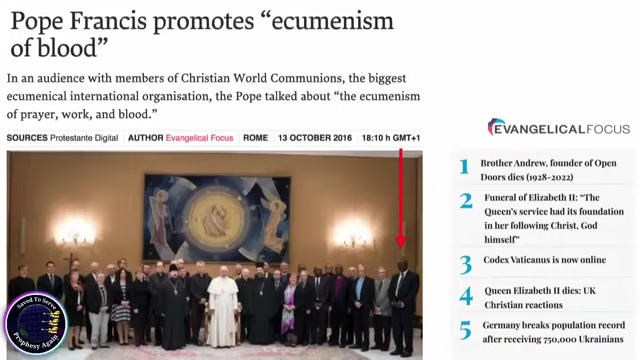 Pope Francis promotes “ecumenism
of blood”
In an audience with members of Christian World Communions, the biggest
ecumenical international organisation, the Pope talked about “the ecumenism
of prayer, work, and blood.”
SOURCES Protestante Digital AUTHOR Evangelical Focus ROME 13 OCTOBER 2016 18:10 h GMT+1
EVANGELICALFOCUS
1 Brother Andrew, founder of Open
Doors dies (1928-2022)
2 Funeral of Elizabeth II: “The
Queen’s service had its foundation
in her following Christ, God
himself”
3 Codex Vaticanus is now online
4 Queen Elizabeth II dies: UK
Christian reactions
5 Germany breaks population record
after receiving 750,000 Ukrainians
Saved To Serve
Prophesy Again